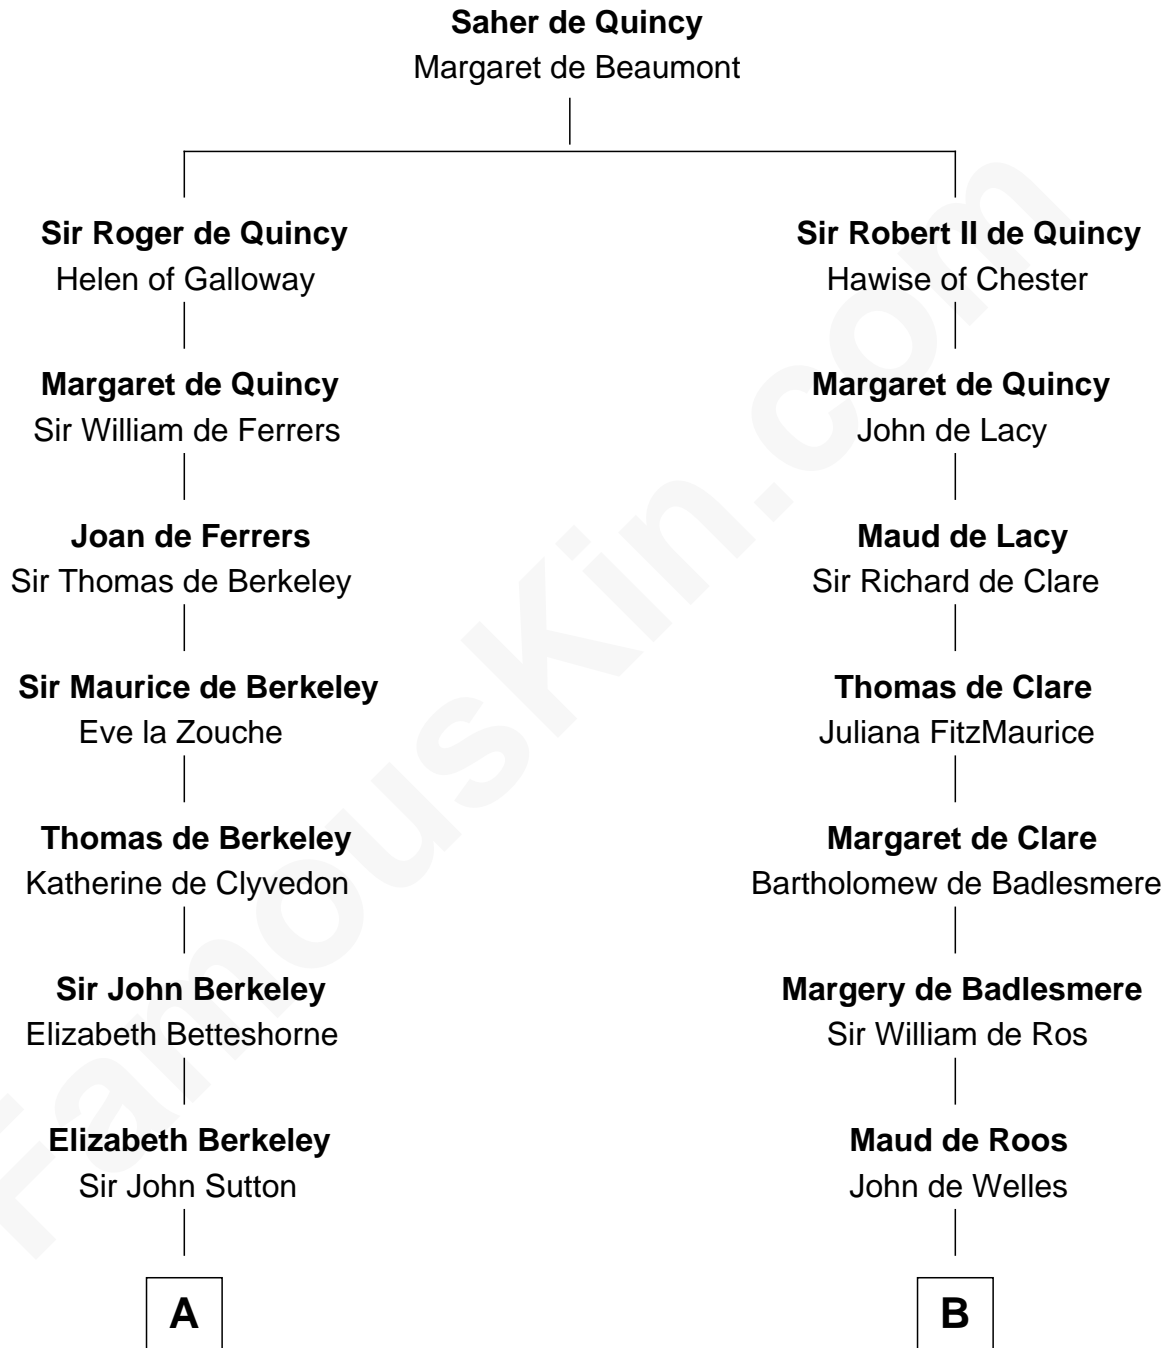 Saher de Quincy
Margaret de Beaumont
Sir Roger de Quincy
Helen of Galloway
Sir Robert II de Quincy
Hawise of Chester
Margaret de Quincy
Sir William de Ferrers
Margaret de Quincy
John de Lacy
Joan de Ferrers
Sir Thomas de Berkeley
Maud de Lacy
Sir Richard de Clare
Sir Maurice de Berkeley
Eve la Zouche
Thomas de Clare
Juliana FitzMaurice
Thomas de Berkeley
Katherine de Clyvedon
Margaret de Clare
Bartholomew de Badlesmere
Sir John Berkeley
Elizabeth Betteshorne
Margery de Badlesmere
Sir William de Ros
Elizabeth Berkeley
Sir John Sutton
Maud de Roos
John de Welles
A
B
FamousKin.com